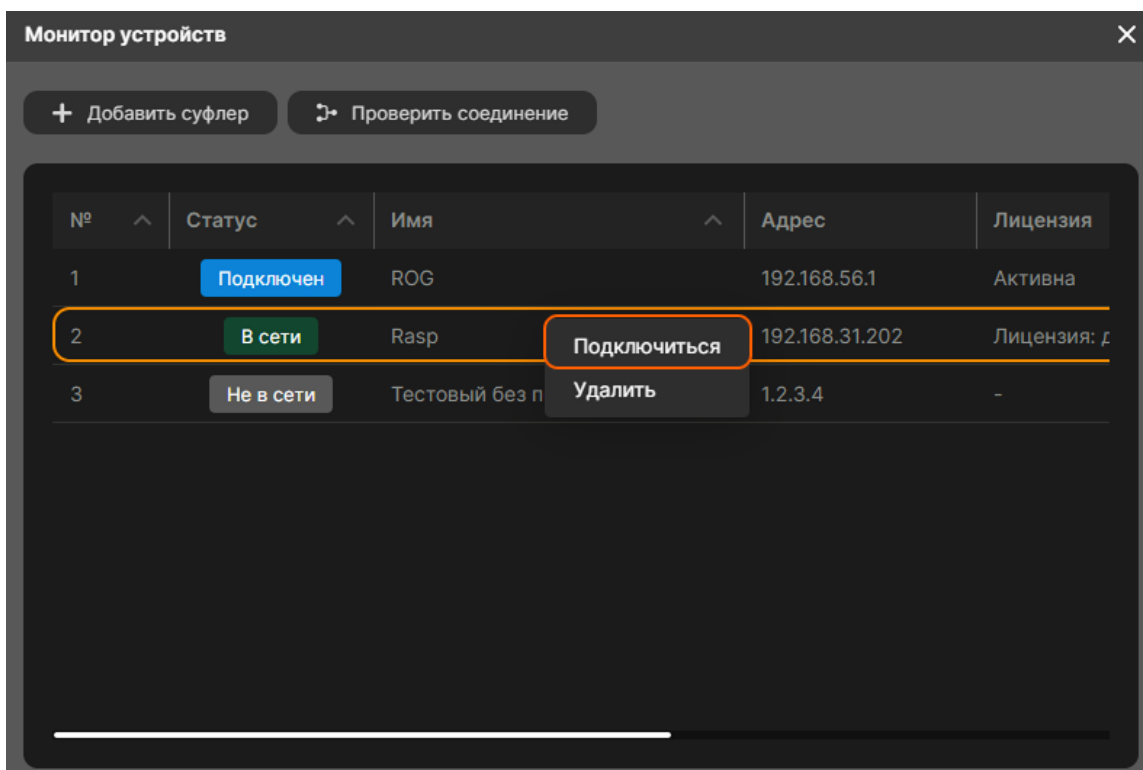 Монитор устройств
Добавить суфлер Проверить соединение
№ Статус Имя Адрес Лицензия
1 Подключен ROG 192.168.56.1 Активна
2 В сети Rasp Подключиться 192.168.31.202 Лицензия:
3 Не в сети Тестовый без Удалить 1.2.3.4 -